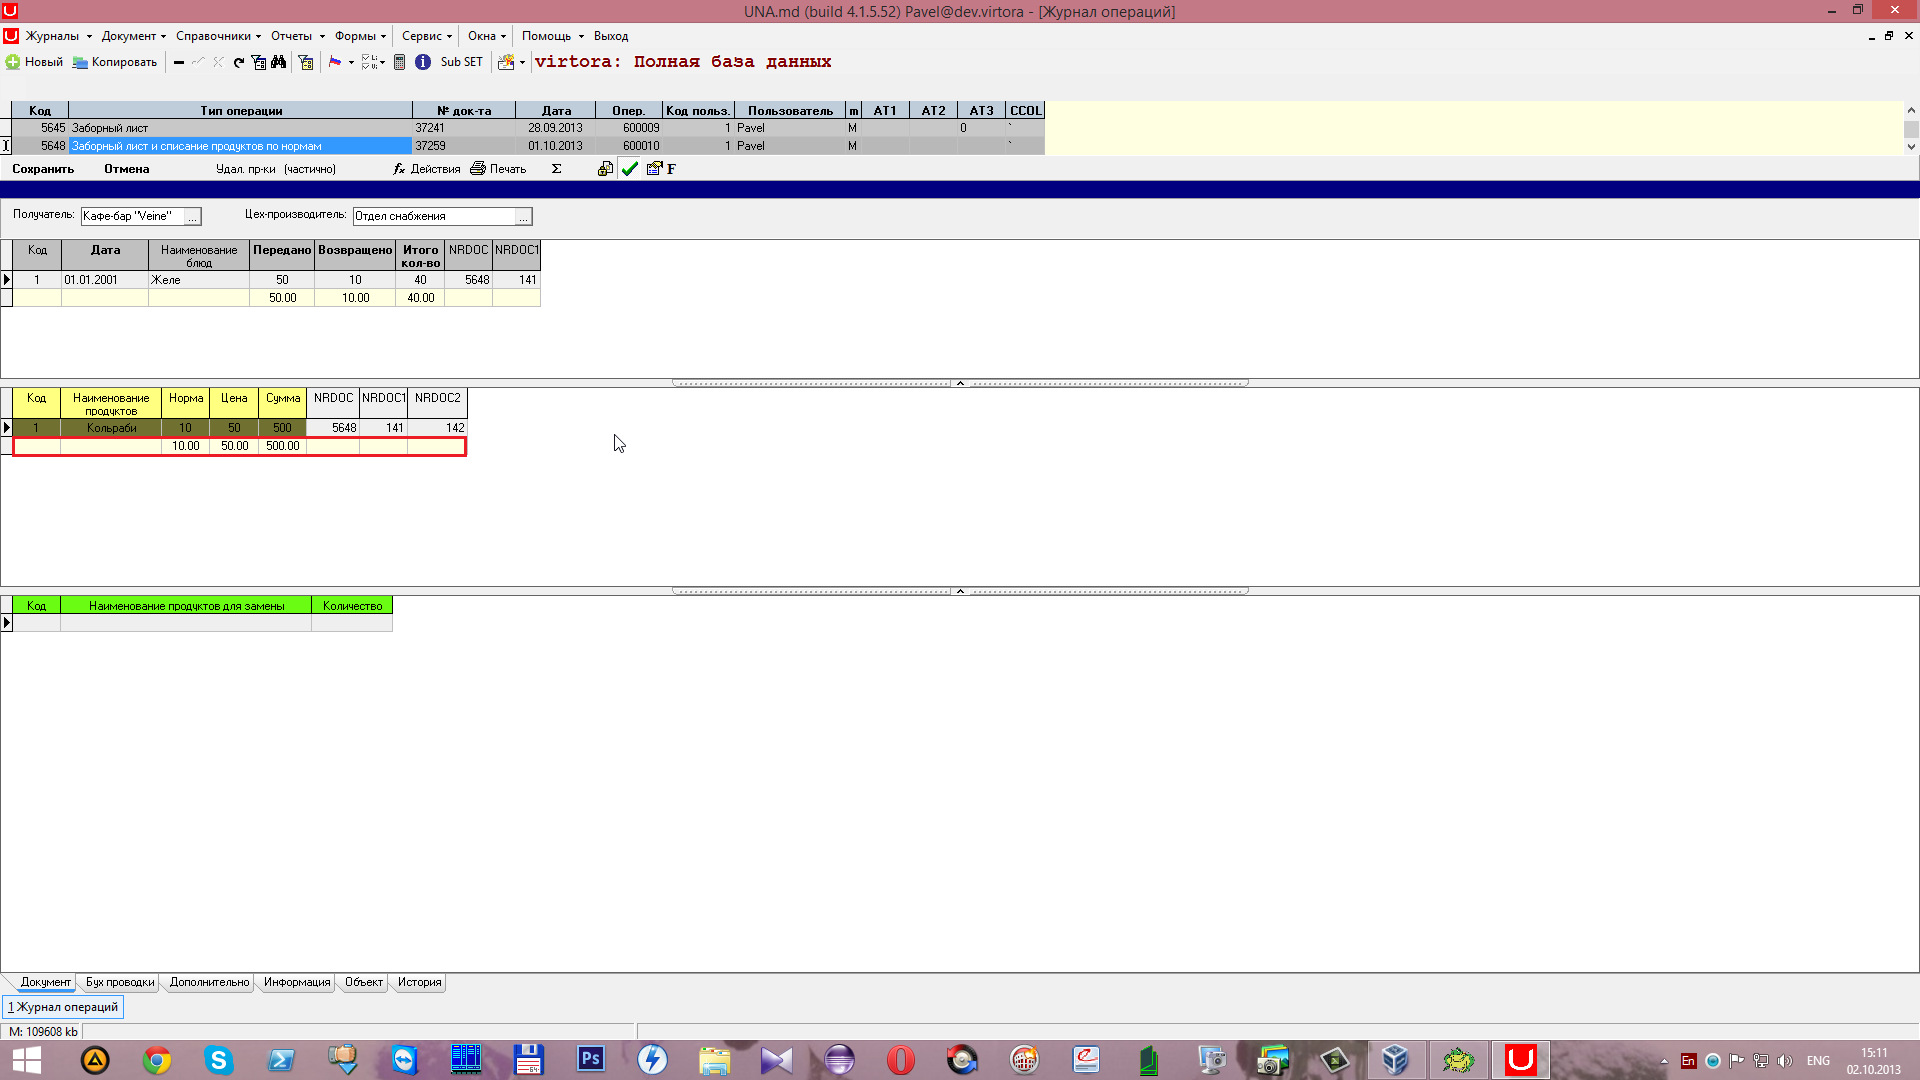 UNA.md (build 4.1.5.52) Pavel@dev.virtora - [Журнал операций]
Журналы Документ Справочники Отчеты Формы Сервис Окна Помощь Выход
Новый Копировать Sub SET virtora: Полная база данных
Код Тип операции № док-та Дата Опер. Код польз. Пользователь m AT1 AT2 AT3 CCOL
5645 Заборный лист 37241 28.09.2013 600009 1 Pavel M 0 `
5648 Заборный лист и списание продуктов по нормам 37259 01.10.2013 600010 1 Pavel M `
Сохранить Отмена Удал. пр-ки (частично) fx Действия Печать Σ F
Получатель: Кафе-бар "Veine" ... Цех-производитель: Отдел снабжения ...
Код Дата Наименование блюд Передано Возвращено Итого кол-во NRDOC NRDOC1
1 01.01.2001 Желе 50 10 40 5648 141
50.00 10.00 40.00
Код Наименование продуктов Норма Цена Сумма NRDOC NRDOC1 NRDOC2
1 Кольраби 10 50 500 5648 141 142
10.00 50.00 500.00
Код Наименование продуктов для замены Количество
Документ Бух проводки Дополнительно Информация Объект История
1 Журнал операций
M: 109608 kb
Ps En ENG 15:11
02.10.2013